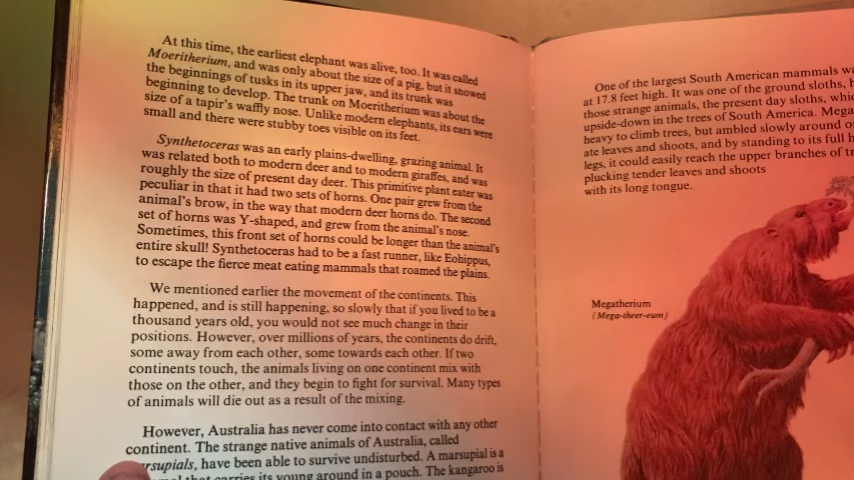 At this time, the earliest elephant was alive, too. It was called
Moeritherium, and was only about the size of a pig, but it showed
the beginnings of tusks in its upper jaw, and its trunk was
beginning to develop. The trunk on Moeritherium was about the
size of a tapir's waffly nose. Unlike modern elephants, its ears were
small and there were stubby toes visible on its feet.
Synthetoceras was an early plains-dwelling, grazing animal. It
was related both to modern deer and to modern giraffes, and was
roughly the size of present day deer. This primitive plant eater was
peculiar in that it had two sets of horns. One pair grew from the
animal's brow, in the way that modern deer horns do. The second
set of horns was Y-shaped, and grew from the animal's nose.
Sometimes, this front set of horns could be longer than the animal's
entire skull! Synthetoceras had to be a fast runner, like Eohippus,
to escape the fierce meat eating mammals that roamed the plains.
We mentioned earlier the movement of the continents. This
happened, and is still happening, so slowly that if you lived to be a
thousand years old, you would not see much change in their
positions. However, over millions of years, the continents do drift,
some away from each other, some towards each other. If two
continents touch, the animals living on one continent mix with
those on the other, and they begin to fight for survival. Many types
of animals will die out as a result of the mixing.
However, Australia has never come into contact with any other
continent. The strange native animals of Australia, called
rsupials, have been able to survive undisturbed. A marsupial is a
that carries its young around in a pouch. The kangaroo is
One of the largest South American mammals
at 17.8 feet high. It was one of the ground sloths,
those strange animals, the present day sloths,
upside-down in the trees of South America.
heavy to climb trees, but ambled slowly around
ate leaves and shoots, and by standing to its full
legs, it could easily reach the upper branches of
plucking tender leaves and shoots
with its long tongue.
Megatherium
(Mega-theer-eum)